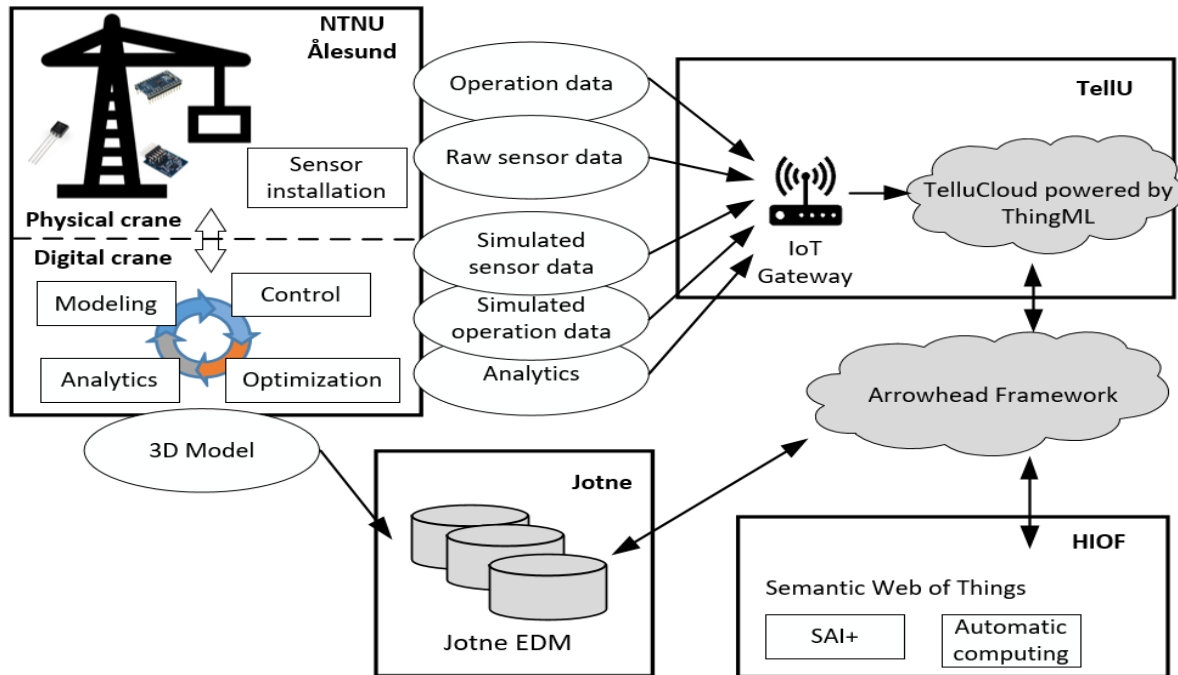 NTNU
Ålesund
Sensor
installation
Physical crane
Digital crane
Modeling
Control
Analytics
Optimization
Operation data
Raw sensor data
Simulated
sensor data
Simulated
operation data
Analytics
3D Model
TellU
IoT
Gateway
TelluCloud powered by
ThingML
Arrowhead Framework
Jotne
Jotne EDM
HIOF
Semantic Web of Things
SAI+
Automatic
computing